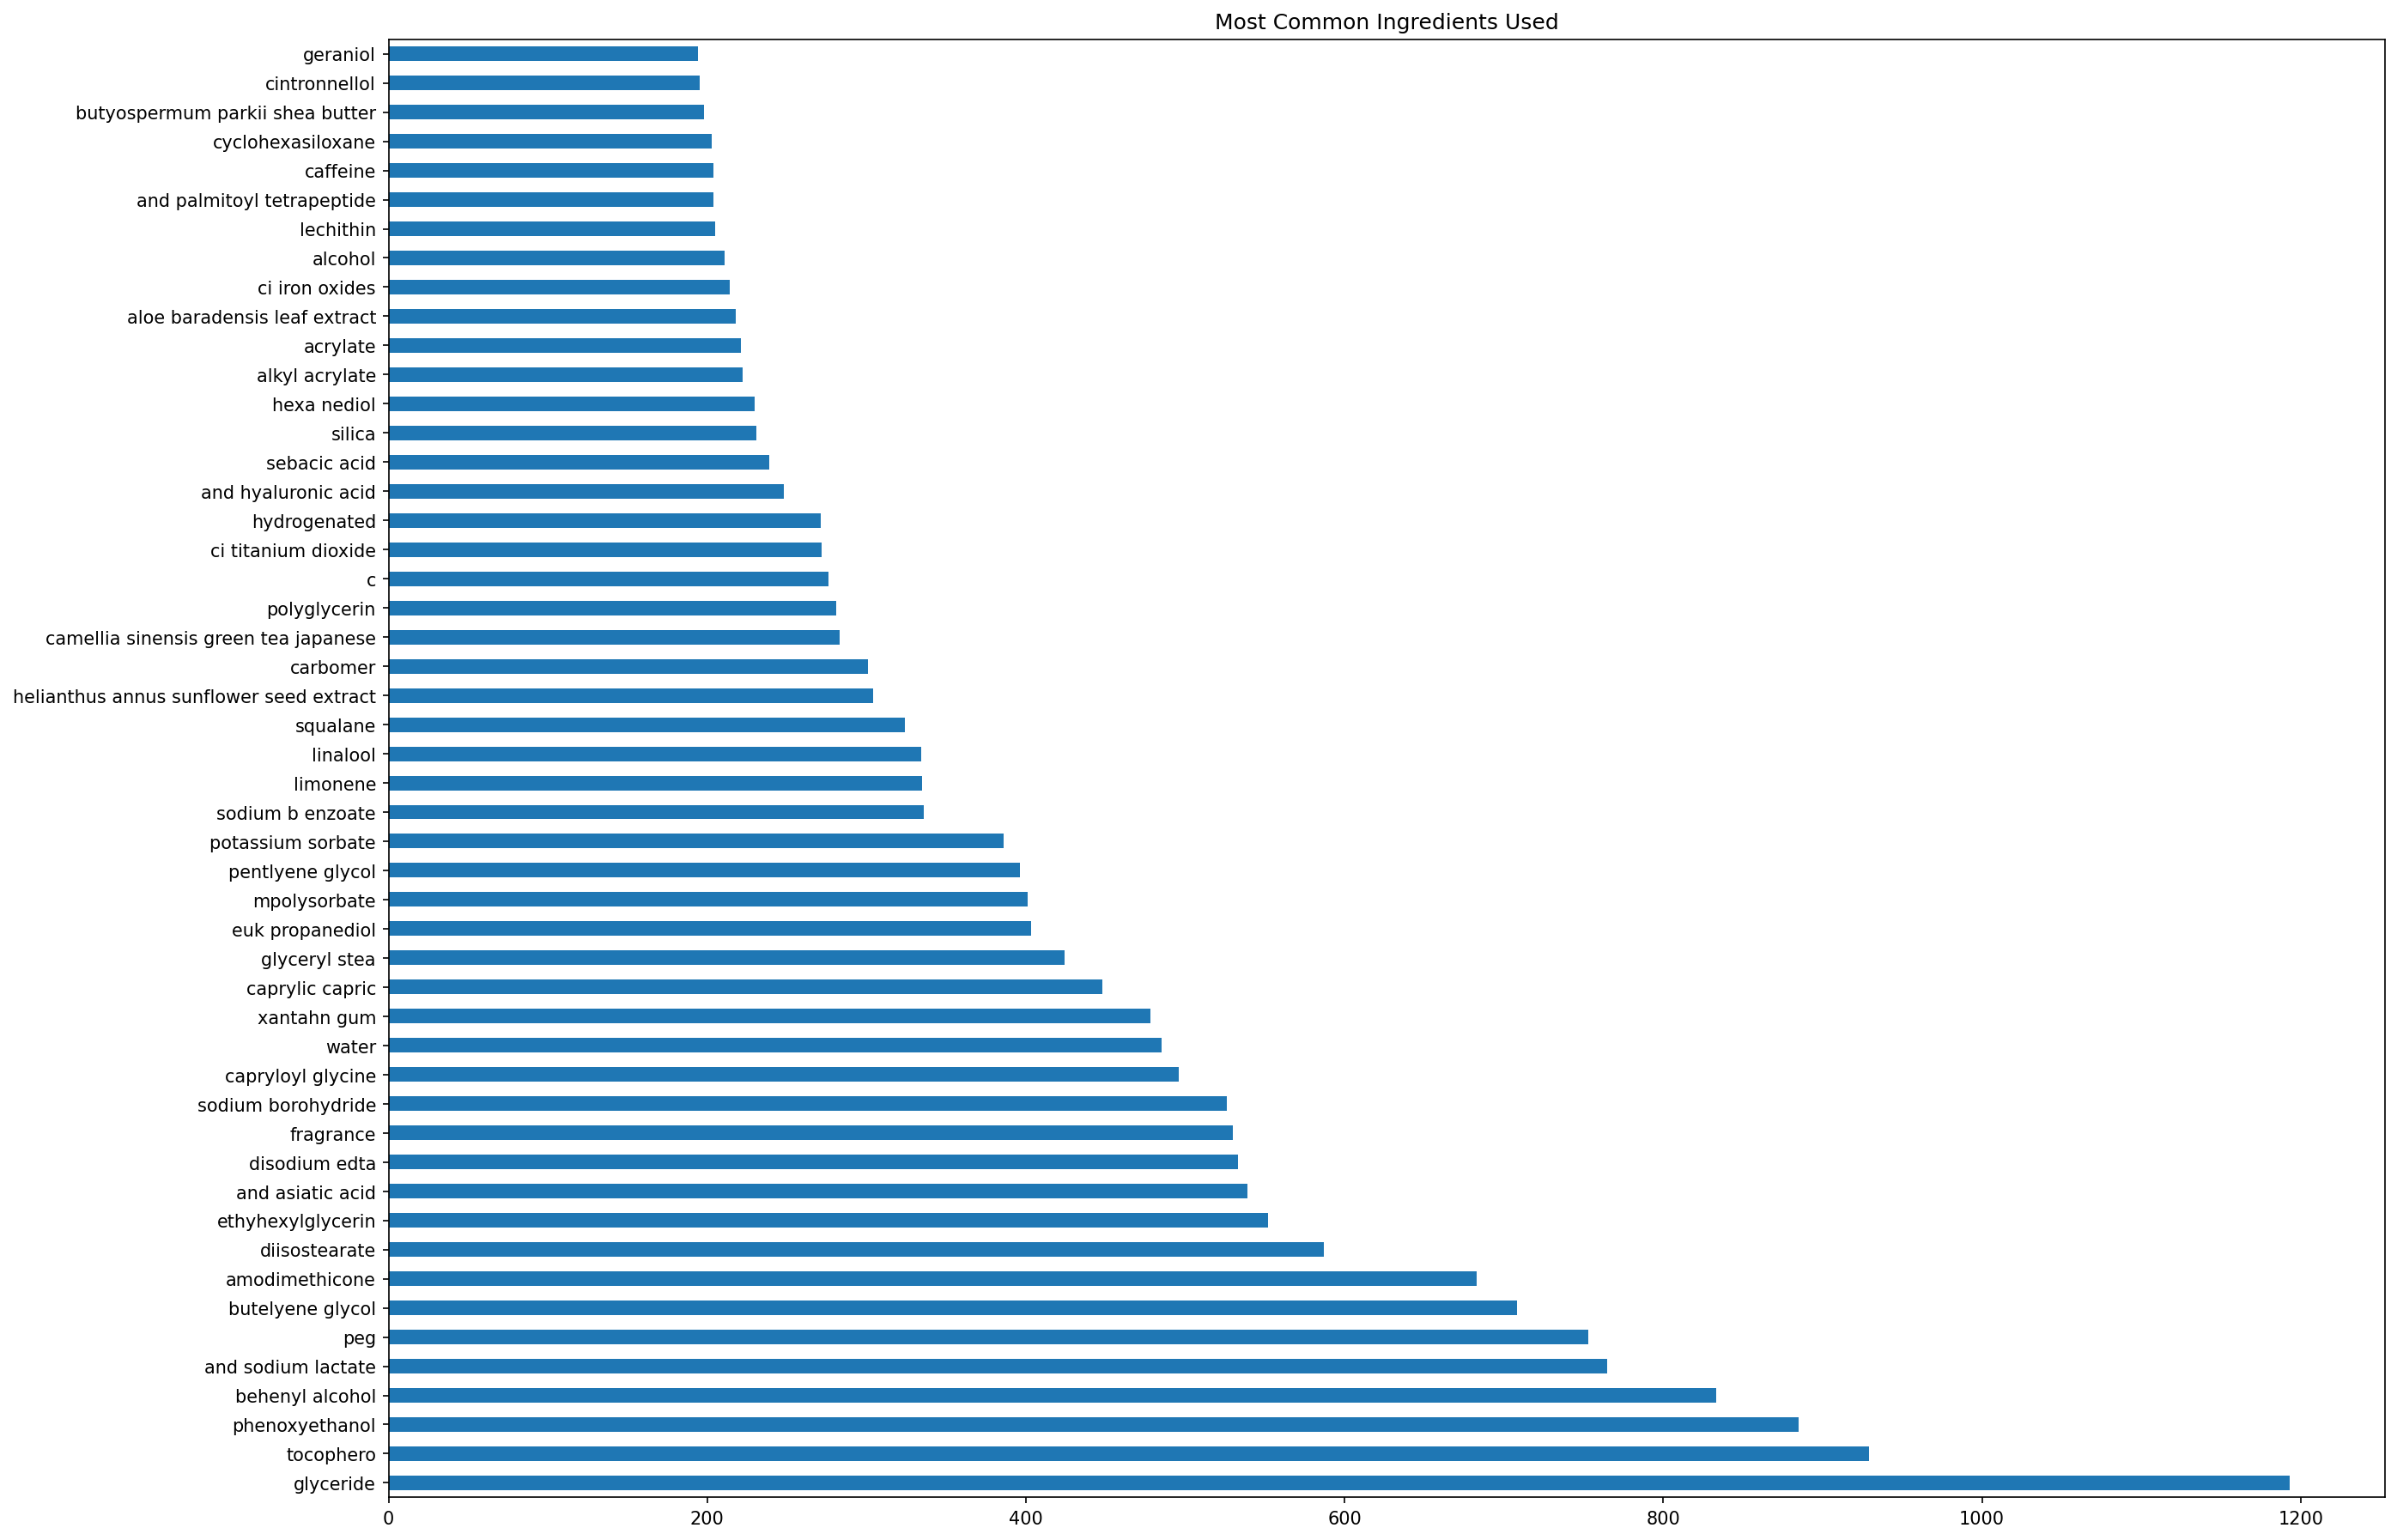 Most Common Ingredients Used
geraniol
cintronnellol
butyospermum parkii shea butter
cyclohexasiloxane
caffeine
and palmitoyl tetrapeptide
lechithin
alcohol
ci iron oxides
aloe baradensis leaf extract
acrylate
alkyl acrylate
hexa nediol
silica
sebacic acid
and hyaluronic acid
hydrogenated
ci titanium dioxide
c
polyglycerin
camellia sinensis green tea japanese
carbomer
helianthus annus sunflower seed extract
squalane
linalool
limonene
sodium b enzoate
potassium sorbate
pentlyene glycol
mpolysorbate
euk propanediol
glyceryl stea
caprylic capric
xantahn gum
water
capryloyl glycine
sodium borohydride
fragrance
disodium edta
and asiatic acid
ethyhexylglycerin
diisostearate
amodimethicone
butelyene glycol
peg
and sodium lactate
behenyl alcohol
phenoxyethanol
tocophero
glyceride
0 200 400 600 800 1000 1200